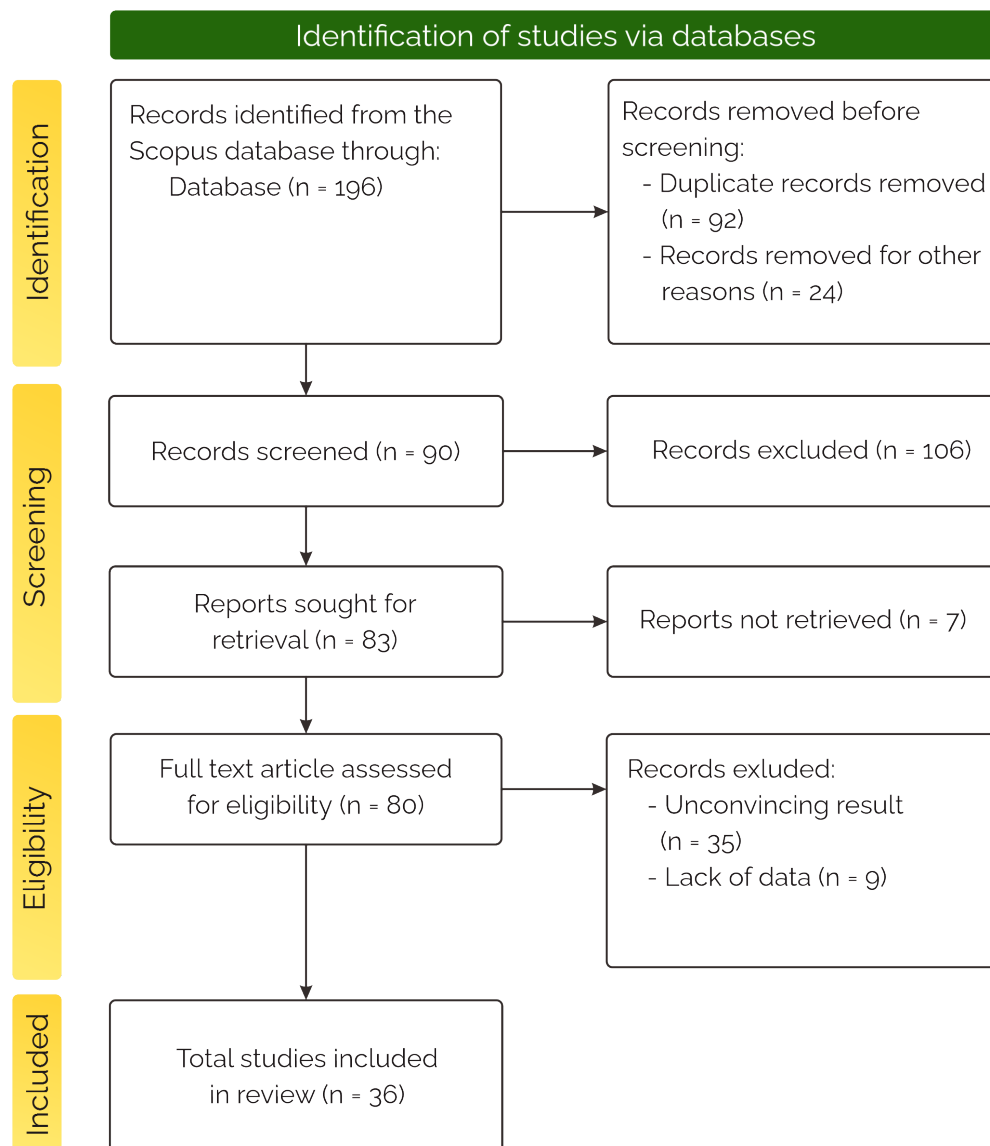 Identification of studies via databases
Identification
Records identified from the
Scopus database through:
Database (n = 196)
Records removed before
screening:
- Duplicate records removed
(n = 92)
- Records removed for other
reasons (n = 24)
Screening
Records screened (n = 90)
Records excluded (n = 106)
Reports sought for
retrieval (n = 83)
Reports not retrieved (n = 7)
Eligibility
Full text article assessed
for eligibility (n = 80)
Records exluded:
- Unconvincing result
(n = 35)
- Lack of data (n = 9)
Included
Total studies included
in review (n = 36)